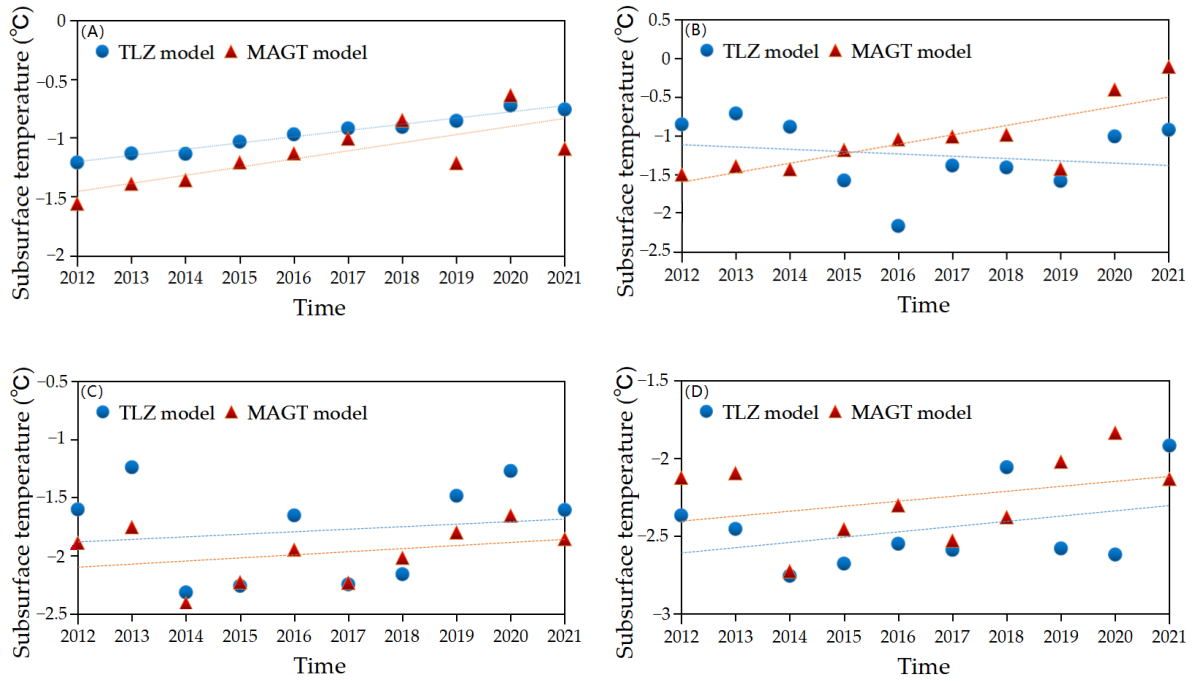 (A)
TLZ model MAGT model
Subsurface temperature (℃)
0
−0.5
−1
−1.5
−2
2012 2013 2014 2015 2016 2017 2018 2019 2020 2021
Time
(B)
TLZ model MAGT model
Subsurface temperature (℃)
0.5
0
−0.5
−1
−1.5
−2
−2.5
2012 2013 2014 2015 2016 2017 2018 2019 2020 2021
Time
(C)
TLZ model MAGT model
Subsurface temperature (℃)
−0.5
−1
−1.5
−2
−2.5
2012 2013 2014 2015 2016 2017 2018 2019 2020 2021
Time
(D)
TLZ model MAGT model
Subsurface temperature (℃)
−1.5
−2
−2.5
−3
2012 2013 2014 2015 2016 2017 2018 2019 2020 2021
Time